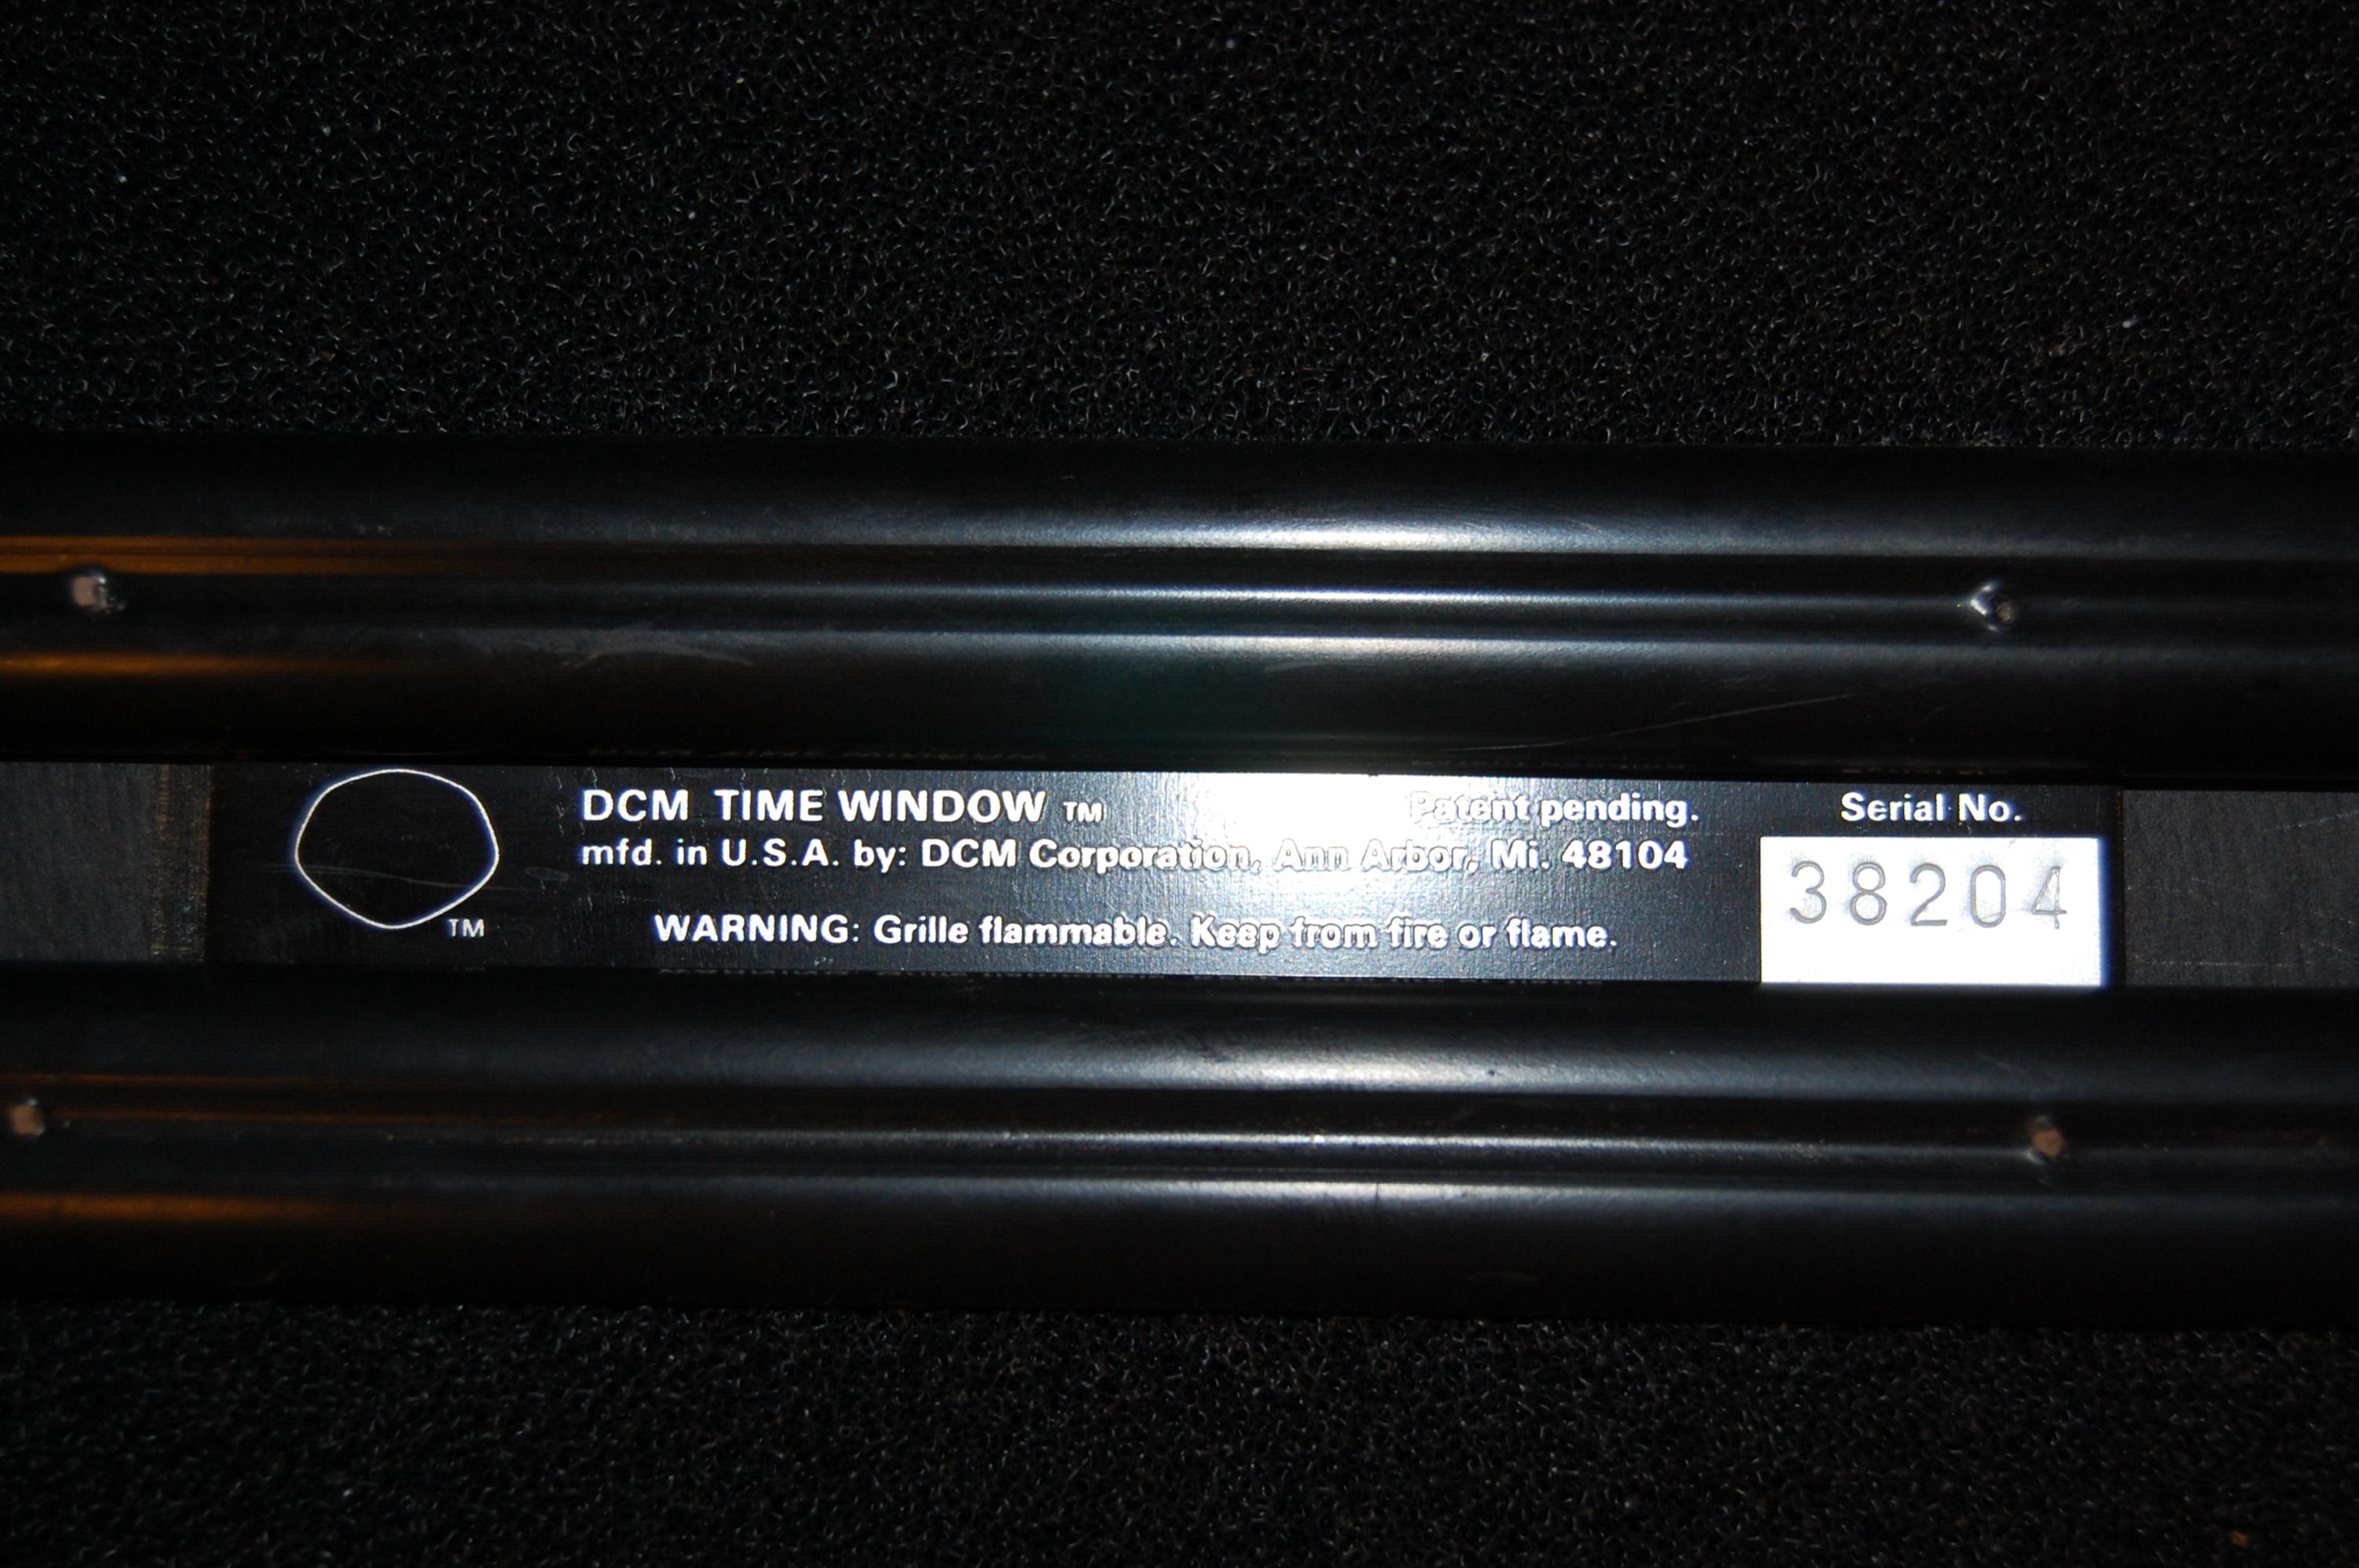 DCM TIME WINDOW TM
Patent pending.
mfd. in U.S.A. by: DCM Corporation, Ann Arbor, Mi. 48104
WARNING: Grille flammable. Keep from fire or flame.
TM
Serial No.
38204